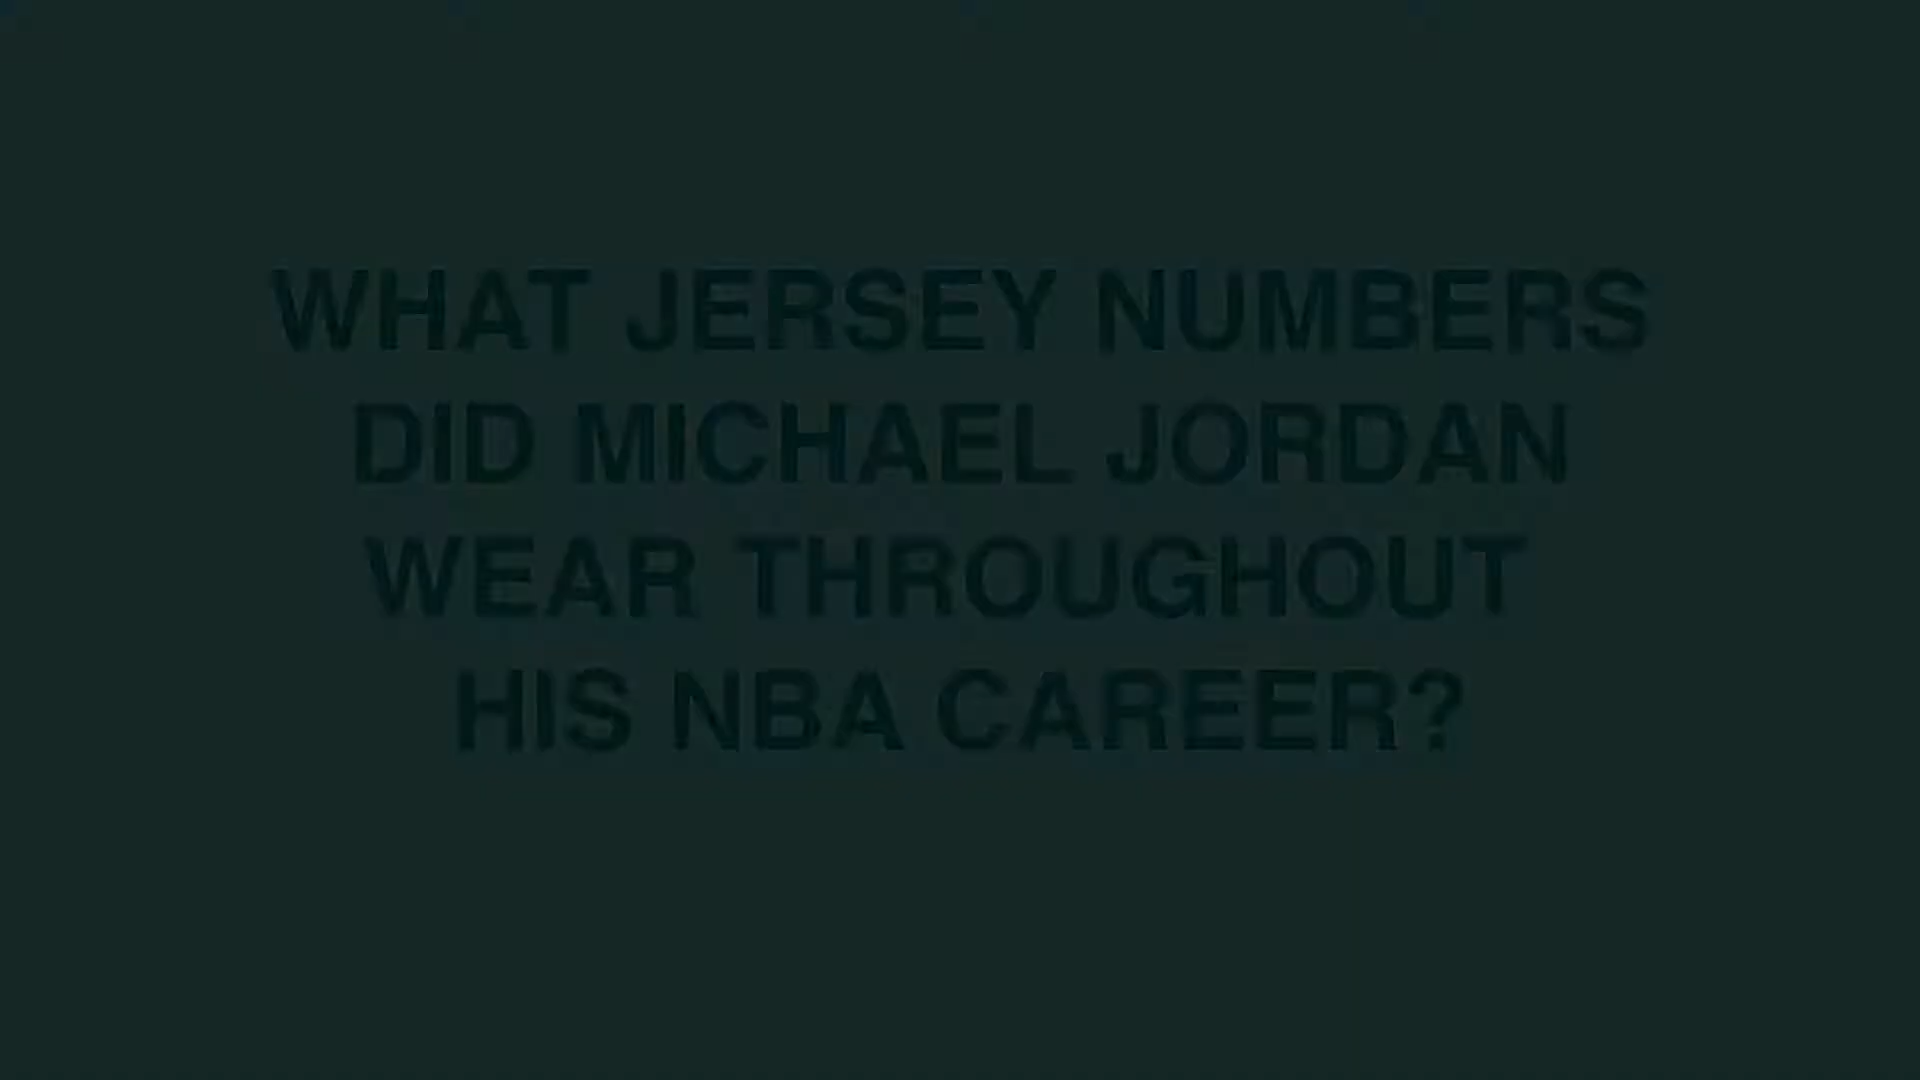 WHAT JERSEY NUMBERS
DID MICHAEL JORDAN
WEAR THROUGHOUT
HIS NBA CAREER?